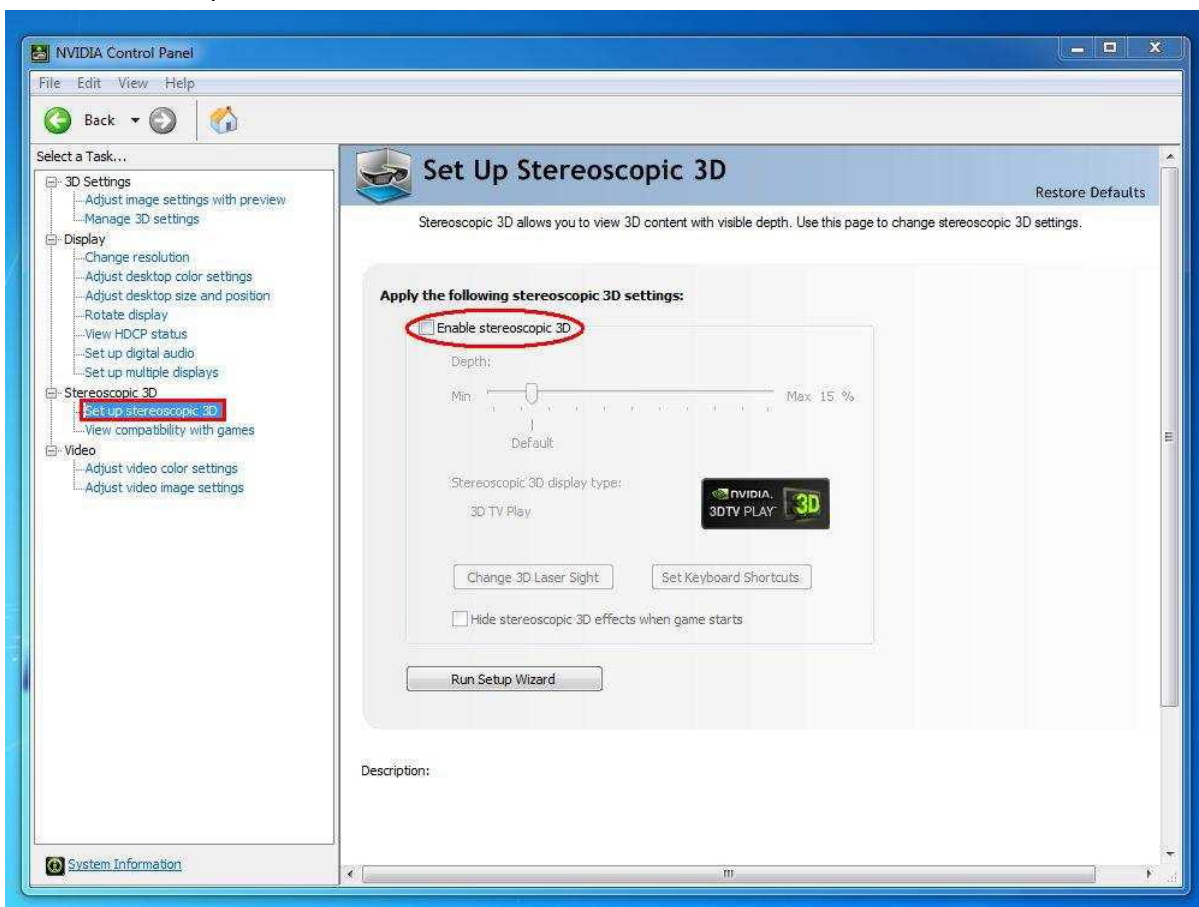 NVIDIA Control Panel
File Edit View Help
Back
Select a Task...
3D Settings
Adjust image settings with preview
Manage 3D settings
Display
Change resolution
Adjust desktop color settings
Adjust desktop size and position
Rotate display
View HDCP status
Set up digital audio
Set up multiple displays
Stereoscopic 3D
Set up stereoscopic 3D
View compatibility with games
Video
Adjust video color settings
Adjust video image settings
System Information
Set Up Stereoscopic 3D
Restore Defaults
Stereoscopic 3D allows you to view 3D content with visible depth. Use this page to change stereoscopic 3D settings.
Apply the following stereoscopic 3D settings:
Enable stereoscopic 3D
Depth:
Min Max 15 %
Default
Stereoscopic 3D display type:
3D TV Play
NVIDIA.
3DTV PLAY™ 3D
Change 3D Laser Sight Set Keyboard Shortcuts
Hide stereoscopic 3D effects when game starts
Run Setup Wizard
Description: